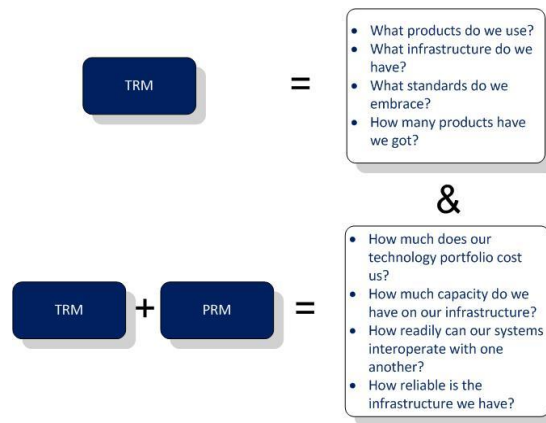 TRM
=
• What products do we use?
• What infrastructure do we
have?
• What standards do we
embrace?
• How many products have
we got?
&
TRM
+
PRM
=
• How much does our
technology portfolio cost
us?
• How much capacity do we
have on our infrastructure?
• How readily can our systems
interoperate with one
another?
• How reliable is the
infrastructure we have?